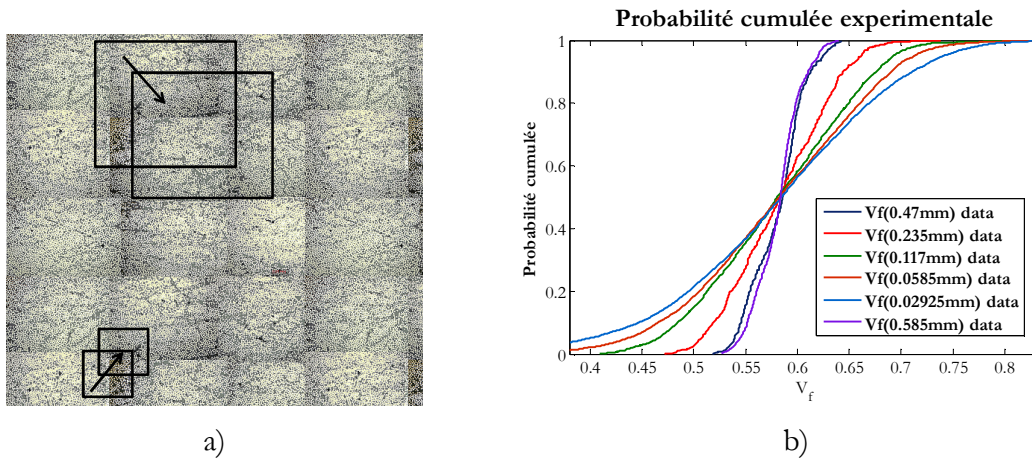 Probabilité cumulée experimentale
Probabilité cumulée
1
0.8
0.6
0.4
0.2
0
0.4 0.45 0.5 0.55 0.6 0.65 0.7 0.75 0.8
V_f
Vf(0.47mm) data
Vf(0.235mm) data
Vf(0.117mm) data
Vf(0.0585mm) data
Vf(0.02925mm) data
Vf(0.585mm) data
a) b)